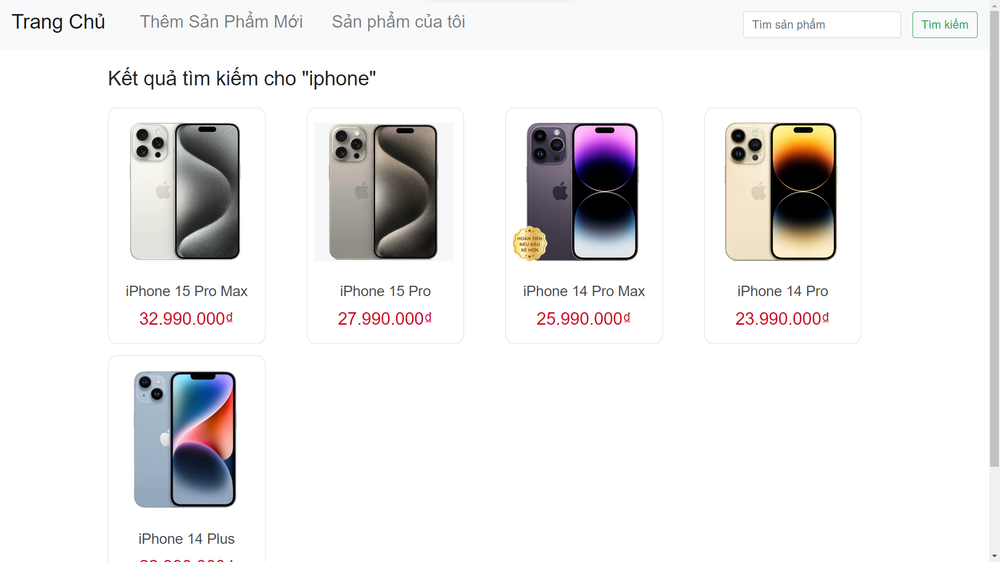 Trang Chủ
Thêm Sản Phẩm Mới
Sản phẩm của tôi
Tìm sản phẩm
Tìm kiếm
Kết quả tìm kiếm cho "iphone"
HOÀN TIỀN
NẾU ĐÂU
RẺ HƠN
iPhone 15 Pro Max
iPhone 15 Pro
iPhone 14 Pro Max
iPhone 14 Pro
32.990.000₫
27.990.000₫
25.990.000₫
23.990.000₫
iPhone 14 Plus